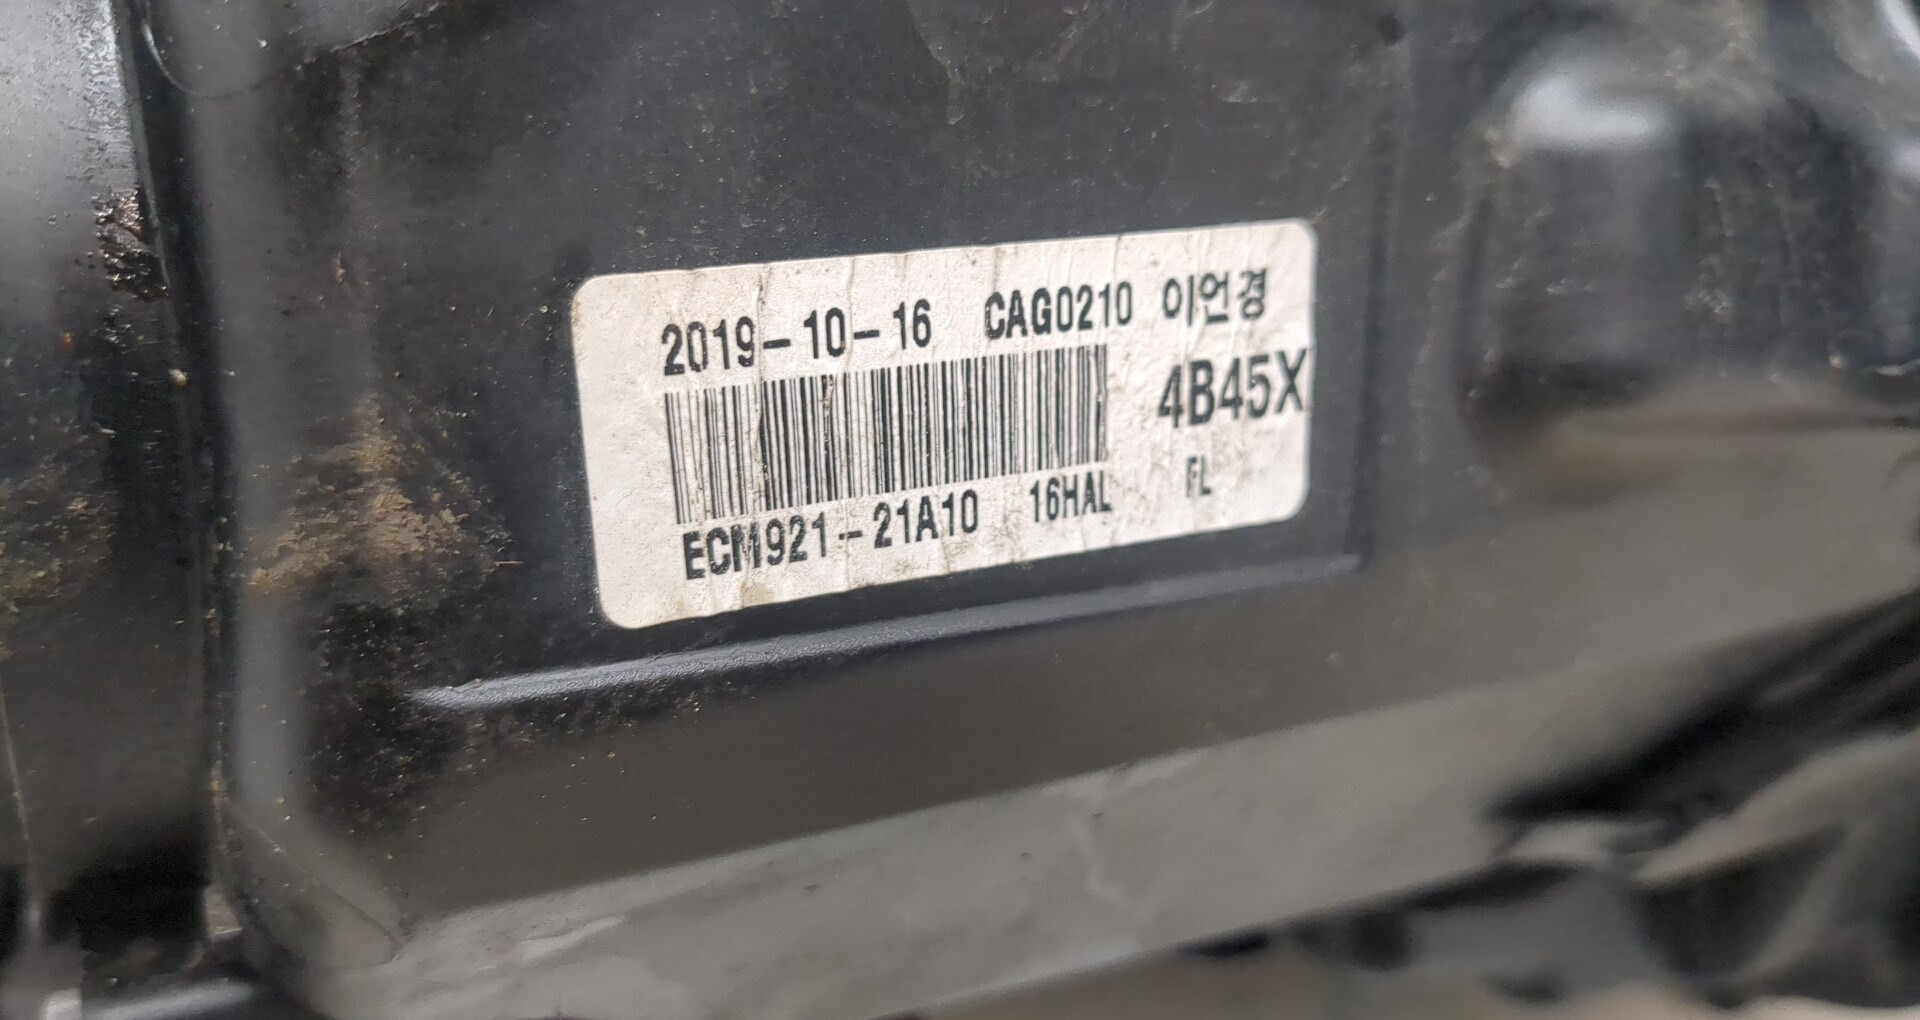 2019-10-16 CAG0210 이언경
4B45X
ECM921-21A10 16HAL FL